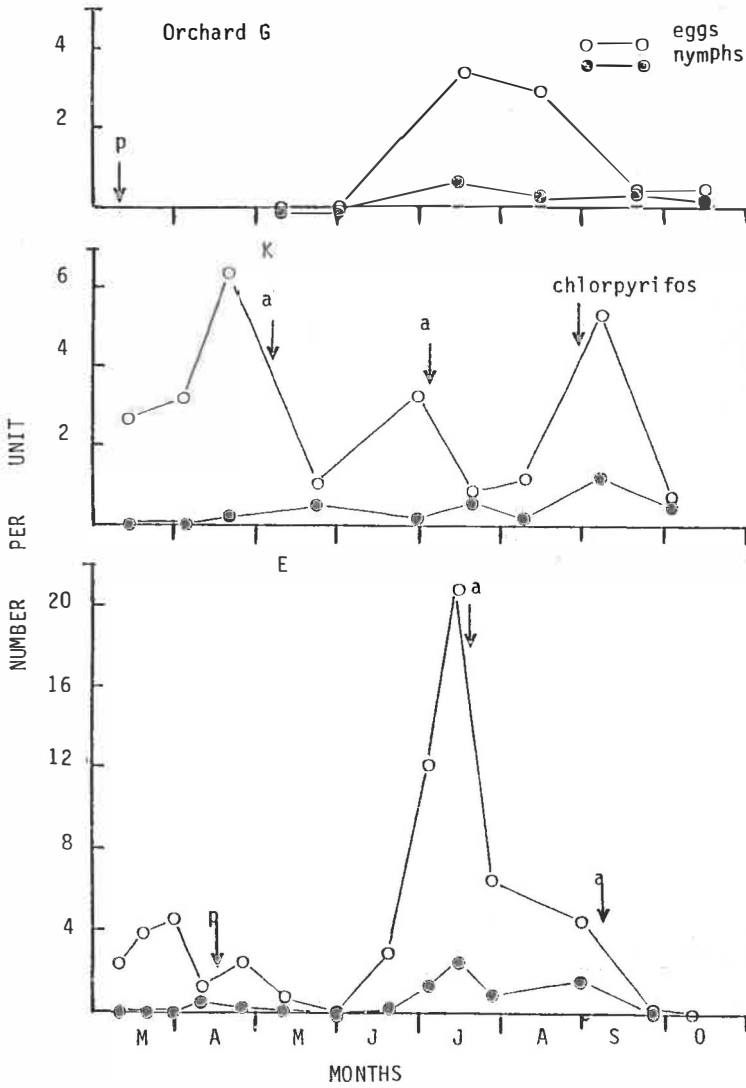 Orchard G
eggs
nymphs
4
2
p
K
6
4
2
a
a
chlorpyrifos
E
20
16
12
8
4
p
a
a
NUMBER PER UNIT
M A M J J A S O
MONTHS